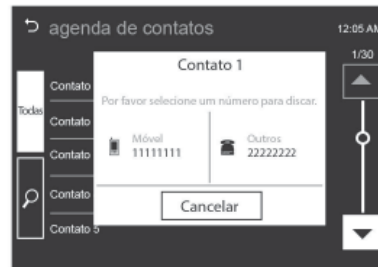 agenda de contatos
12:05 AM
1/30
Todas
Contato
Contato
Contato
Contato
Contato 5
Contato 1
Por favor selecione um número para discar.
Móvel
11111111
Outros
22222222
Cancelar